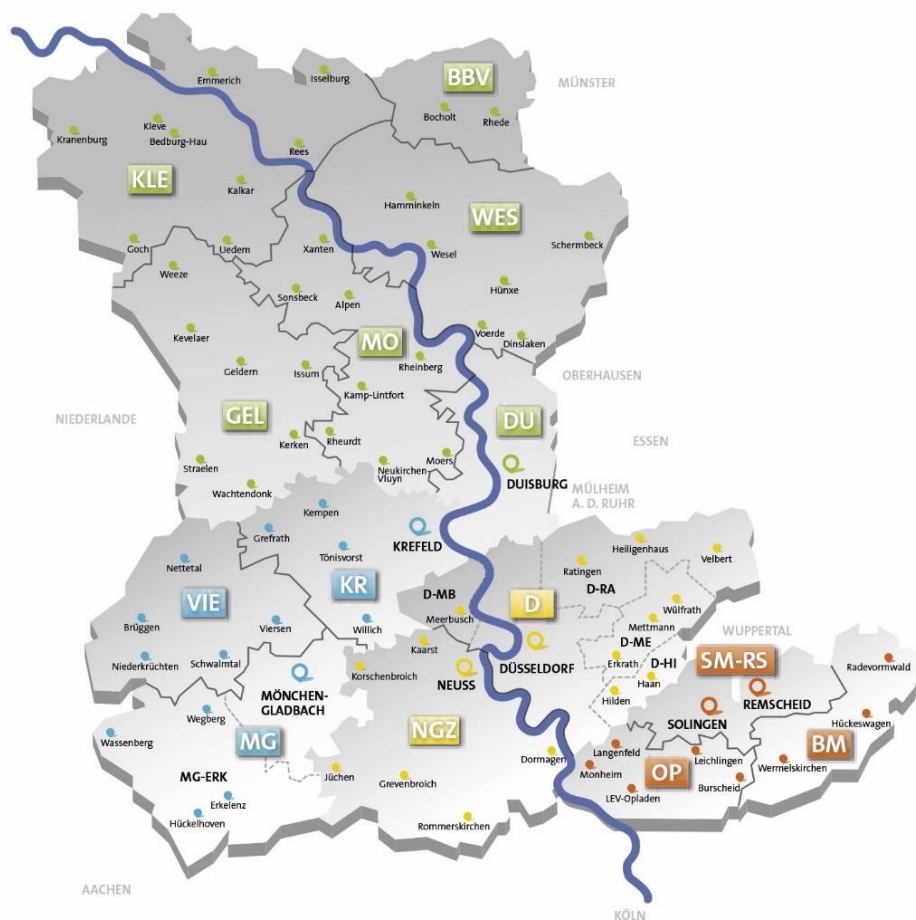 Emmerich
Isselburg
BBV
MÜNSTER
Bocholt
Rhede
Kleve
Kranenburg
Bedburg-Hau
Rees
KLE
Kalkar
Hamminkeln
WES
Goch
Uedem
Xanten
Wesel
Schermbeck
Weeze
Sonsbeck
Alpen
Hünxe
Kevelaer
MO
Voerde
Dinslaken
Geldern
Issum
Rheinberg
OBERHAUSEN
Kamp-Lintfort
NIEDERLANDE
GEL
DU
ESSEN
Kerken
Rheurdt
Straelen
Moers
Neukirchen-
Vluyn
DUISBURG
Wachtendonk
MÜLHEIM
A. D. RUHR
Kempen
Grefrath
KREFELD
Heiligenhaus
Velbert
Nettetal
Tönisvorst
Ratingen
KR
D-MB
D-RA
VIE
D
Meerbusch
Wülfrath
Brüggen
Viersen
Willich
Mettmann
WUPPERTAL
Kaarst
D-ME
Niederkrüchten
Schwalmtal
Korschenbroich
NEUSS
DÜSSELDORF
Erkrath
D-HI
SM-RS
Radevormwald
Haan
MÖNCHEN-
GLADBACH
Hilden
REMSCHEID
SOLINGEN
Wegberg
Hückeswagen
Wassenberg
MG
NGZ
BM
Dormagen
Langenfeld
Leichlingen
Wermelskirchen
MG-ERK
Jüchen
Monheim
OP
Grevenbroich
Burscheid
LEV-Opladen
Erkelenz
Hückelhoven
Rommerskirchen
AACHEN
KÖLN